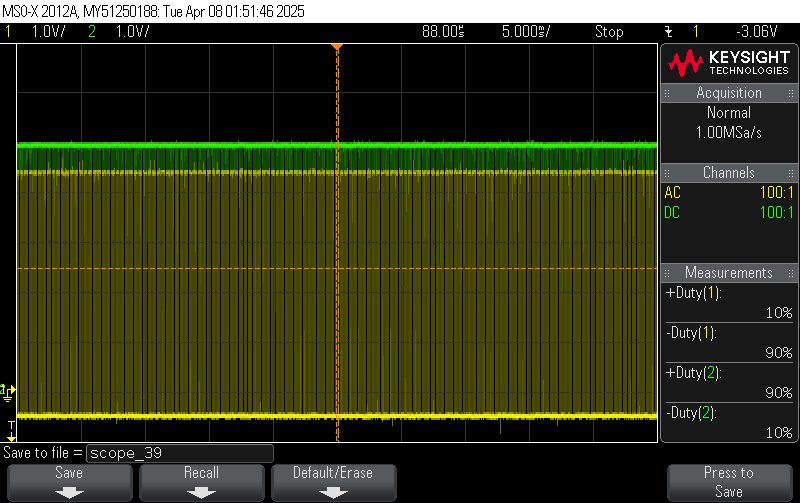 MSO-X 2012A, MY51250188: Tue Apr 08 01:51:46 2025
1 1.0V/ 2 1.0V/ 88.00ms 5.000ms/ Stop 1 -3.06V
KEYSIGHT
TECHNOLOGIES
Acquisition
Normal
1.00MSa/s
Channels
AC 100:1
DC 100:1
Measurements
+Duty(1):
10%
-Duty(1):
90%
+Duty(2):
90%
-Duty(2):
10%
T
Save to file = scope_39
Save
Recall
Default/Erase
Press to
Save